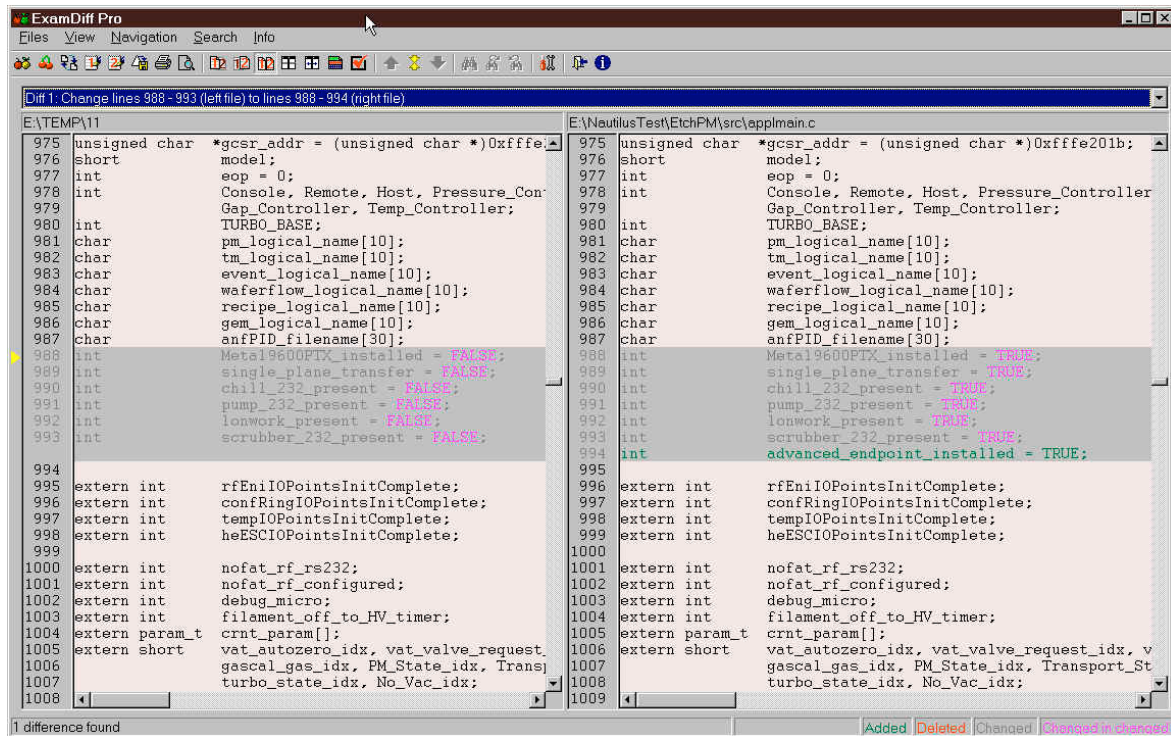 ExamDiff Pro
Files View Navigation Search Info
Diff 1: Change lines 988 - 993 (left file) to lines 988 - 994 (right file)
E:\TEMP\11
975 unsigned char *gcsr_addr = (unsigned char *)0xfffe
976 short model;
977 int eop = 0;
978 int Console, Remote, Host, Pressure_Con
979 Gap_Controller, Temp_Controller;
980 int TURBO_BASE;
981 char pm_logical_name[10];
982 char tm_logical_name[10];
983 char event_logical_name[10];
984 char waferflow_logical_name[10];
985 char recipe_logical_name[10];
986 char gem_logical_name[10];
987 char anfPID_filename[30];
988 int Metal9600PTX_installed = FALSE;
989 int single_plane_transfer = FALSE;
990 int chill_232_present = FALSE;
991 int pump_232_present = FALSE;
992 int lonwork_present = FALSE;
993 int scrubber_232_present = FALSE;
994
995 extern int rfEniIOPointsInitComplete;
996 extern int confRingIOPointsInitComplete;
997 extern int tempIOPointsInitComplete;
998 extern int heESCIOPointsInitComplete;
999
1000 extern int nofat_rf_rs232;
1001 extern int nofat_rf_configured;
1002 extern int debug_micro;
1003 extern int filament_off_to_HV_timer;
1004 extern param_t crnt_param[];
1005 extern short vat_autozero_idx, vat_valve_request_
1006 gascal_gas_idx, PM_State_idx, Trans
1007 turbo_state_idx, No_Vac_idx;
1008
E:\NautilusTest\EtchPM\src\applmain.c
975 unsigned char *gcsr_addr = (unsigned char *)0xfffe201b;
976 short model;
977 int eop = 0;
978 int Console, Remote, Host, Pressure_Controller
979 Gap_Controller, Temp_Controller;
980 int TURBO_BASE;
981 char pm_logical_name[10];
982 char tm_logical_name[10];
983 char event_logical_name[10];
984 char waferflow_logical_name[10];
985 char recipe_logical_name[10];
986 char gem_logical_name[10];
987 char anfPID_filename[30];
988 int Metal9600PTX_installed = TRUE;
989 int single_plane_transfer = TRUE;
990 int chill_232_present = TRUE;
991 int pump_232_present = TRUE;
992 int lonwork_present = TRUE;
993 int scrubber_232_present = TRUE;
994 int advanced_endpoint_installed = TRUE;
995
996 extern int rfEniIOPointsInitComplete;
997 extern int confRingIOPointsInitComplete;
998 extern int tempIOPointsInitComplete;
999 extern int heESCIOPointsInitComplete;
1000
1001 extern int nofat_rf_rs232;
1002 extern int nofat_rf_configured;
1003 extern int debug_micro;
1004 extern int filament_off_to_HV_timer;
1005 extern param_t crnt_param[];
1006 extern short vat_autozero_idx, vat_valve_request_idx, v
1007 gascal_gas_idx, PM_State_idx, Transport_St
1008 turbo_state_idx, No_Vac_idx;
1009
1 difference found
Added Deleted Changed Changed in changed